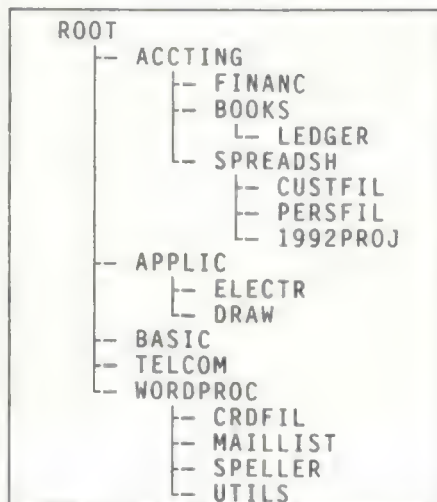 ROOT
ACCTING
FINANC
BOOKS
LEDGER
SPREADSH
CUSTFIL
PERSFIL
1992PROJ
APPLIC
ELECTR
DRAW
BASIC
TELCOM
WORDPROC
CRDFIL
MAILLIST
SPELLER
UTILS